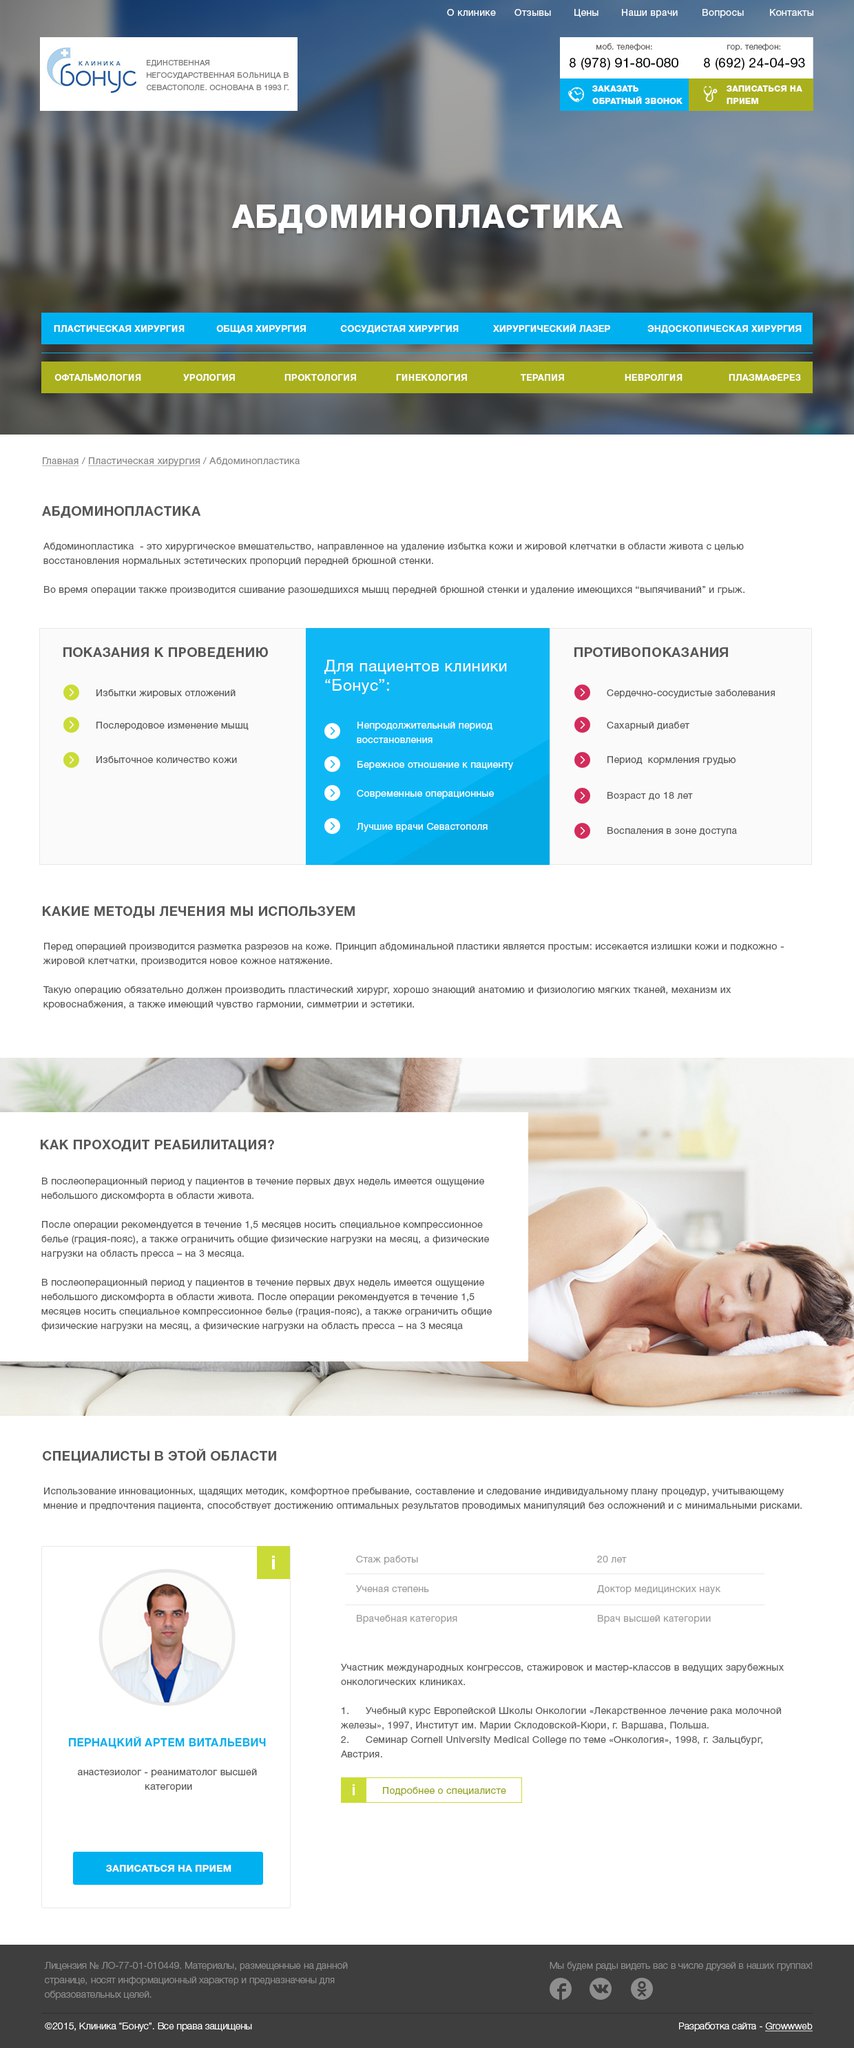 О клинике Отзывы Цены Наши врачи Вопросы Контакты
КЛИНИКА
БОНУС
ЕДИНСТВЕННАЯ
НЕГОСУДАРСТВЕННАЯ БОЛЬНИЦА В
СЕВАСТОПОЛЕ. ОСНОВАНА В 1993 Г.
моб. телефон: гор. телефон:
8 (978) 91-80-080 8 (692) 24-04-93
ЗАКАЗАТЬ
ОБРАТНЫЙ ЗВОНОК
ЗАПИСАТЬСЯ НА
ПРИЕМ
АБДОМИНОПЛАСТИКА
ПЛАСТИЧЕСКАЯ ХИРУРГИЯ ОБЩАЯ ХИРУРГИЯ СОСУДИСТАЯ ХИРУРГИЯ ХИРУРГИЧЕСКИЙ ЛАЗЕР ЭНДОСКОПИЧЕСКАЯ ХИРУРГИЯ
ОФТАЛЬМОЛОГИЯ УРОЛОГИЯ ПРОКТОЛОГИЯ ГИНЕКОЛОГИЯ ТЕРАПИЯ НЕВРОЛГИЯ ПЛАЗМАФЕРЕЗ
Главная / Пластическая хирургия / Абдоминопластика
АБДОМИНОПЛАСТИКА
Абдоминопластика - это хирургическое вмешательство, направленное на удаление избытка кожи и жировой клетчатки в области живота с целью
восстановления нормальных эстетических пропорций передней брюшной стенки.
Во время операции также производится сшивание разошедшихся мышц передней брюшной стенки и удаление имеющихся “выпячиваний” и грыж.
ПОКАЗАНИЯ К ПРОВЕДЕНИЮ
Избытки жировых отложений
Послеродовое изменение мышц
Избыточное количество кожи
Для пациентов клиники
“Бонус”:
Непродолжительный период
восстановления
Бережное отношение к пациенту
Современные операционные
Лучшие врачи Севастополя
ПРОТИВОПОКАЗАНИЯ
Сердечно-сосудистые заболевания
Сахарный диабет
Период кормления грудью
Возраст до 18 лет
Воспаления в зоне доступа
КАКИЕ МЕТОДЫ ЛЕЧЕНИЯ МЫ ИСПОЛЬЗУЕМ
Перед операцией производится разметка разрезов на коже. Принцип абдоминальной пластики является простым: иссекается излишки кожи и подкожно -
жировой клетчатки, производится новое кожное натяжение.
Такую операцию обязательно должен производить пластический хирург, хорошо знающий анатомию и физиологию мягких тканей, механизм их
кровоснабжения, а также имеющий чувство гармонии, симметрии и эстетики.
КАК ПРОХОДИТ РЕАБИЛИТАЦИЯ?
В послеоперационный период у пациентов в течение первых двух недель имеется ощущение
небольшого дискомфорта в области живота.
После операции рекомендуется в течение 1,5 месяцев носить специальное компрессионное
белье (грация-пояс), а также ограничить общие физические нагрузки на месяц, а физические
нагрузки на область пресса – на 3 месяца.
В послеоперационный период у пациентов в течение первых двух недель имеется ощущение
небольшого дискомфорта в области живота. После операции рекомендуется в течение 1,5
месяцев носить специальное компрессионное белье (грация-пояс), а также ограничить общие
физические нагрузки на месяц, а физические нагрузки на область пресса – на 3 месяца
СПЕЦИАЛИСТЫ В ЭТОЙ ОБЛАСТИ
Использование инновационных, щадящих методик, комфортное пребывание, составление и следование индивидуальному плану процедур, учитывающему
мнение и предпочтения пациента, способствует достижению оптимальных результатов проводимых манипуляций без осложнений и с минимальными рисками.
i
ПЕРНАЦКИЙ АРТЕМ ВИТАЛЬЕВИЧ
анастезиолог - реаниматолог высшей
категории
ЗАПИСАТЬСЯ НА ПРИЕМ
Стаж работы 20 лет
Ученая степень Доктор медицинских наук
Врачебная категория Врач высшей категории
Участник международных конгрессов, стажировок и мастер-классов в ведущих зарубежных
онкологических клиниках.
1. Учебный курс Европейской Школы Онкологии «Лекарственное лечение рака молочной
железы», 1997, Институт им. Марии Склодовской-Кюри, г. Варшава, Польша.
2. Семинар Cornell University Medical College по теме «Онкология», 1998, г. Зальцбург,
Австрия.
i Подробнее о специалисте
Лицензия № ЛО-77-01-010449. Материалы, размещенные на данной
странице, носят информационный характер и предназначены для
образовательных целей.
Мы будем рады видеть вас в числе друзей в наших группах!
©2015, Клиника "Бонус". Все права защищены
Разработка сайта - Growwweb